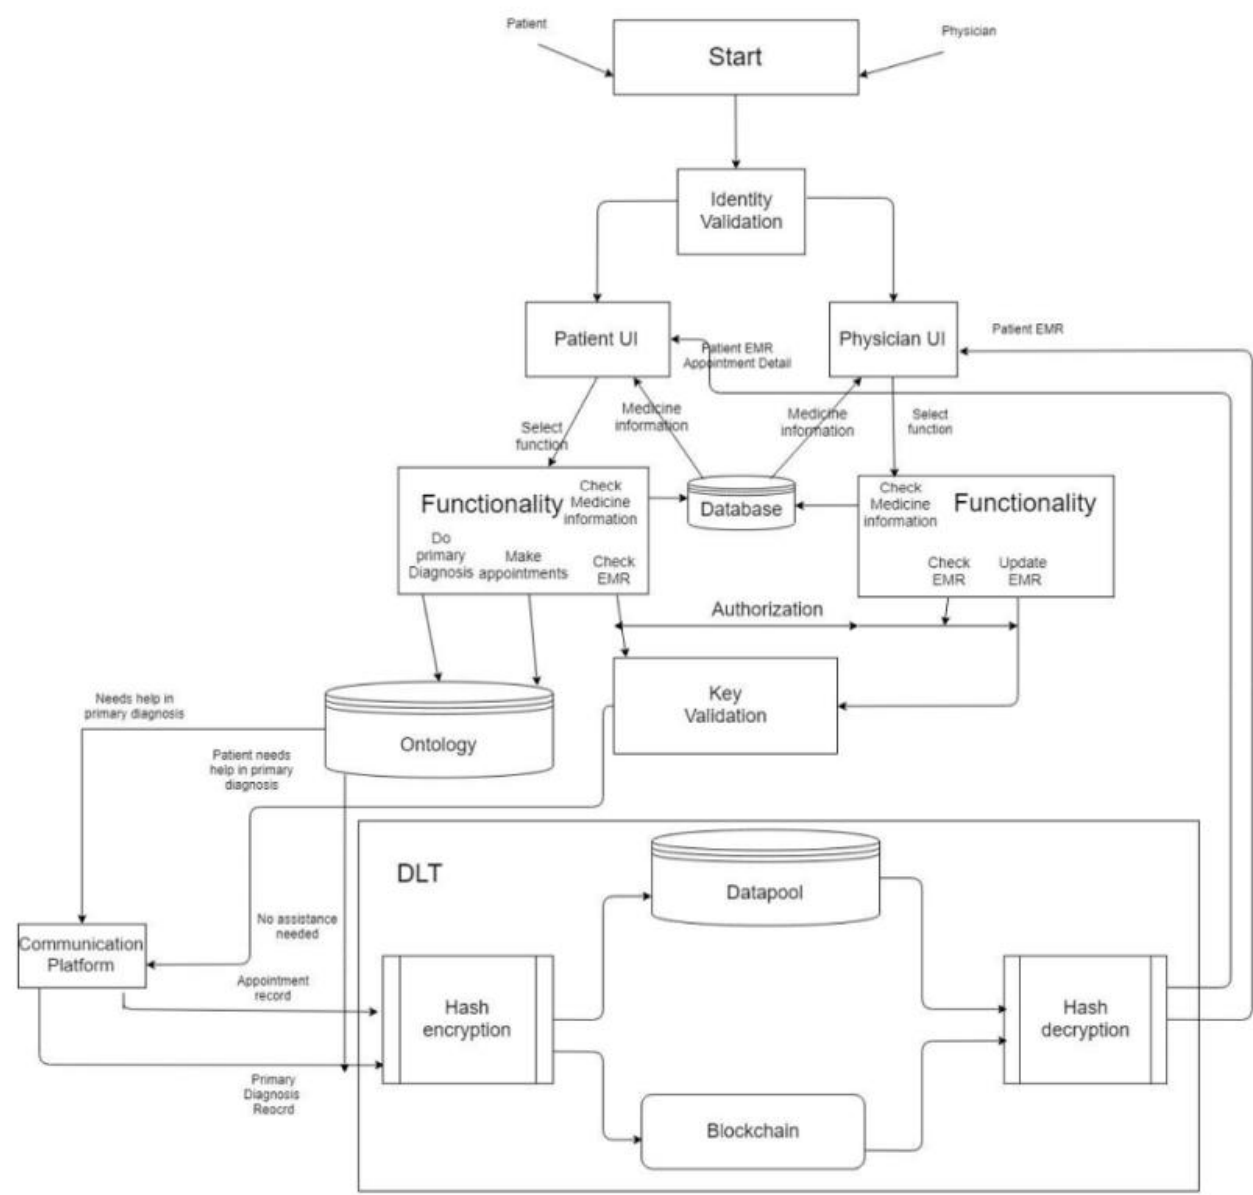 Patient
Physician
Start
Identity
Validation
Patient UI
Physician UI
Patient EMR
Patient EMR
Appointment Detail
Medicine
information
Medicine
information
Select
function
Select
function
Functionality
Check
Medicine
information
Do
primary
Diagnosis
Make
appointments
Check
EMR
Database
Check
Medicine
information
Functionality
Check
EMR
Update
EMR
Authorization
Key
Validation
Ontology
Needs help in
primary diagnosis
Patient needs
help in primary
diagnosis
DLT
Datapool
Communication
Platform
No assistance
needed
Appointment
record
Hash
encryption
Hash
decryption
Primary
Diagnosis
Reocrd
Blockchain